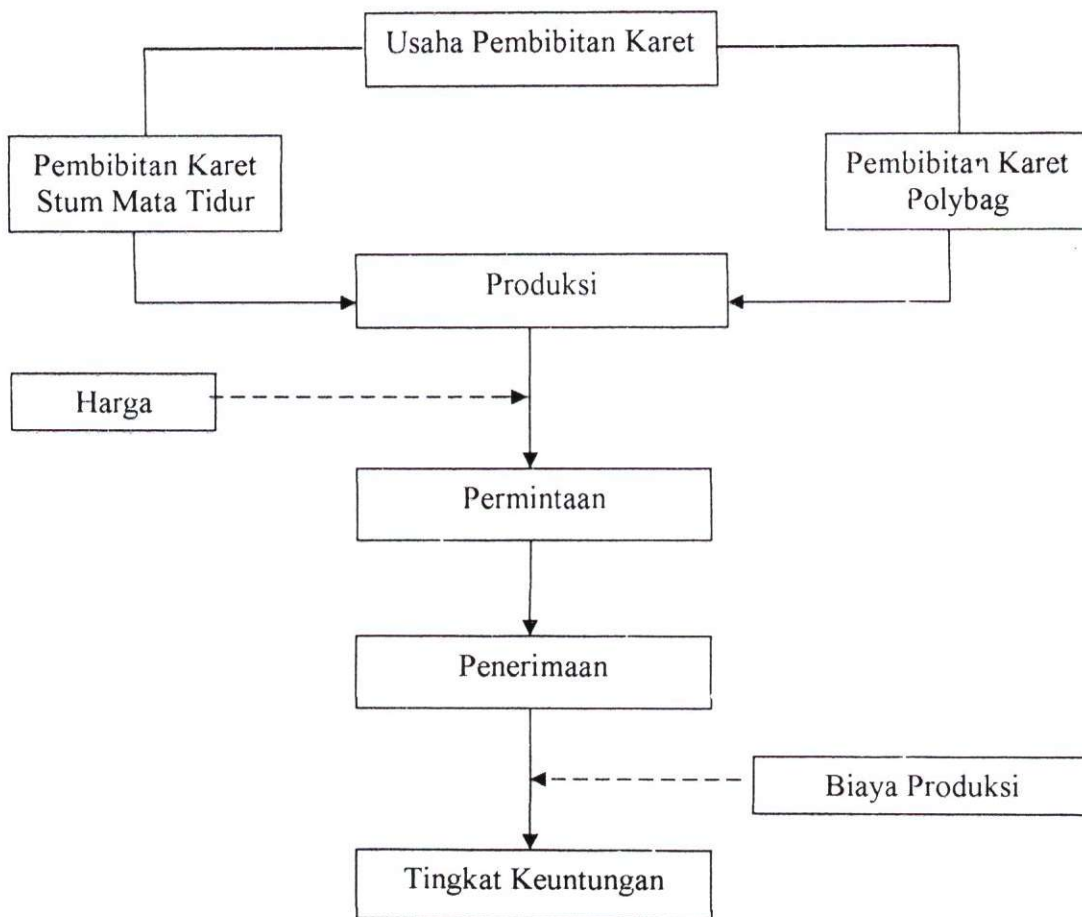 Usaha Pembibitan Karet
Pembibitan Karet
Stum Mata Tidur
Pembibitan Karet
Polybag
Produksi
Harga
Permintaan
Penerimaan
Biaya Produksi
Tingkat Keuntungan